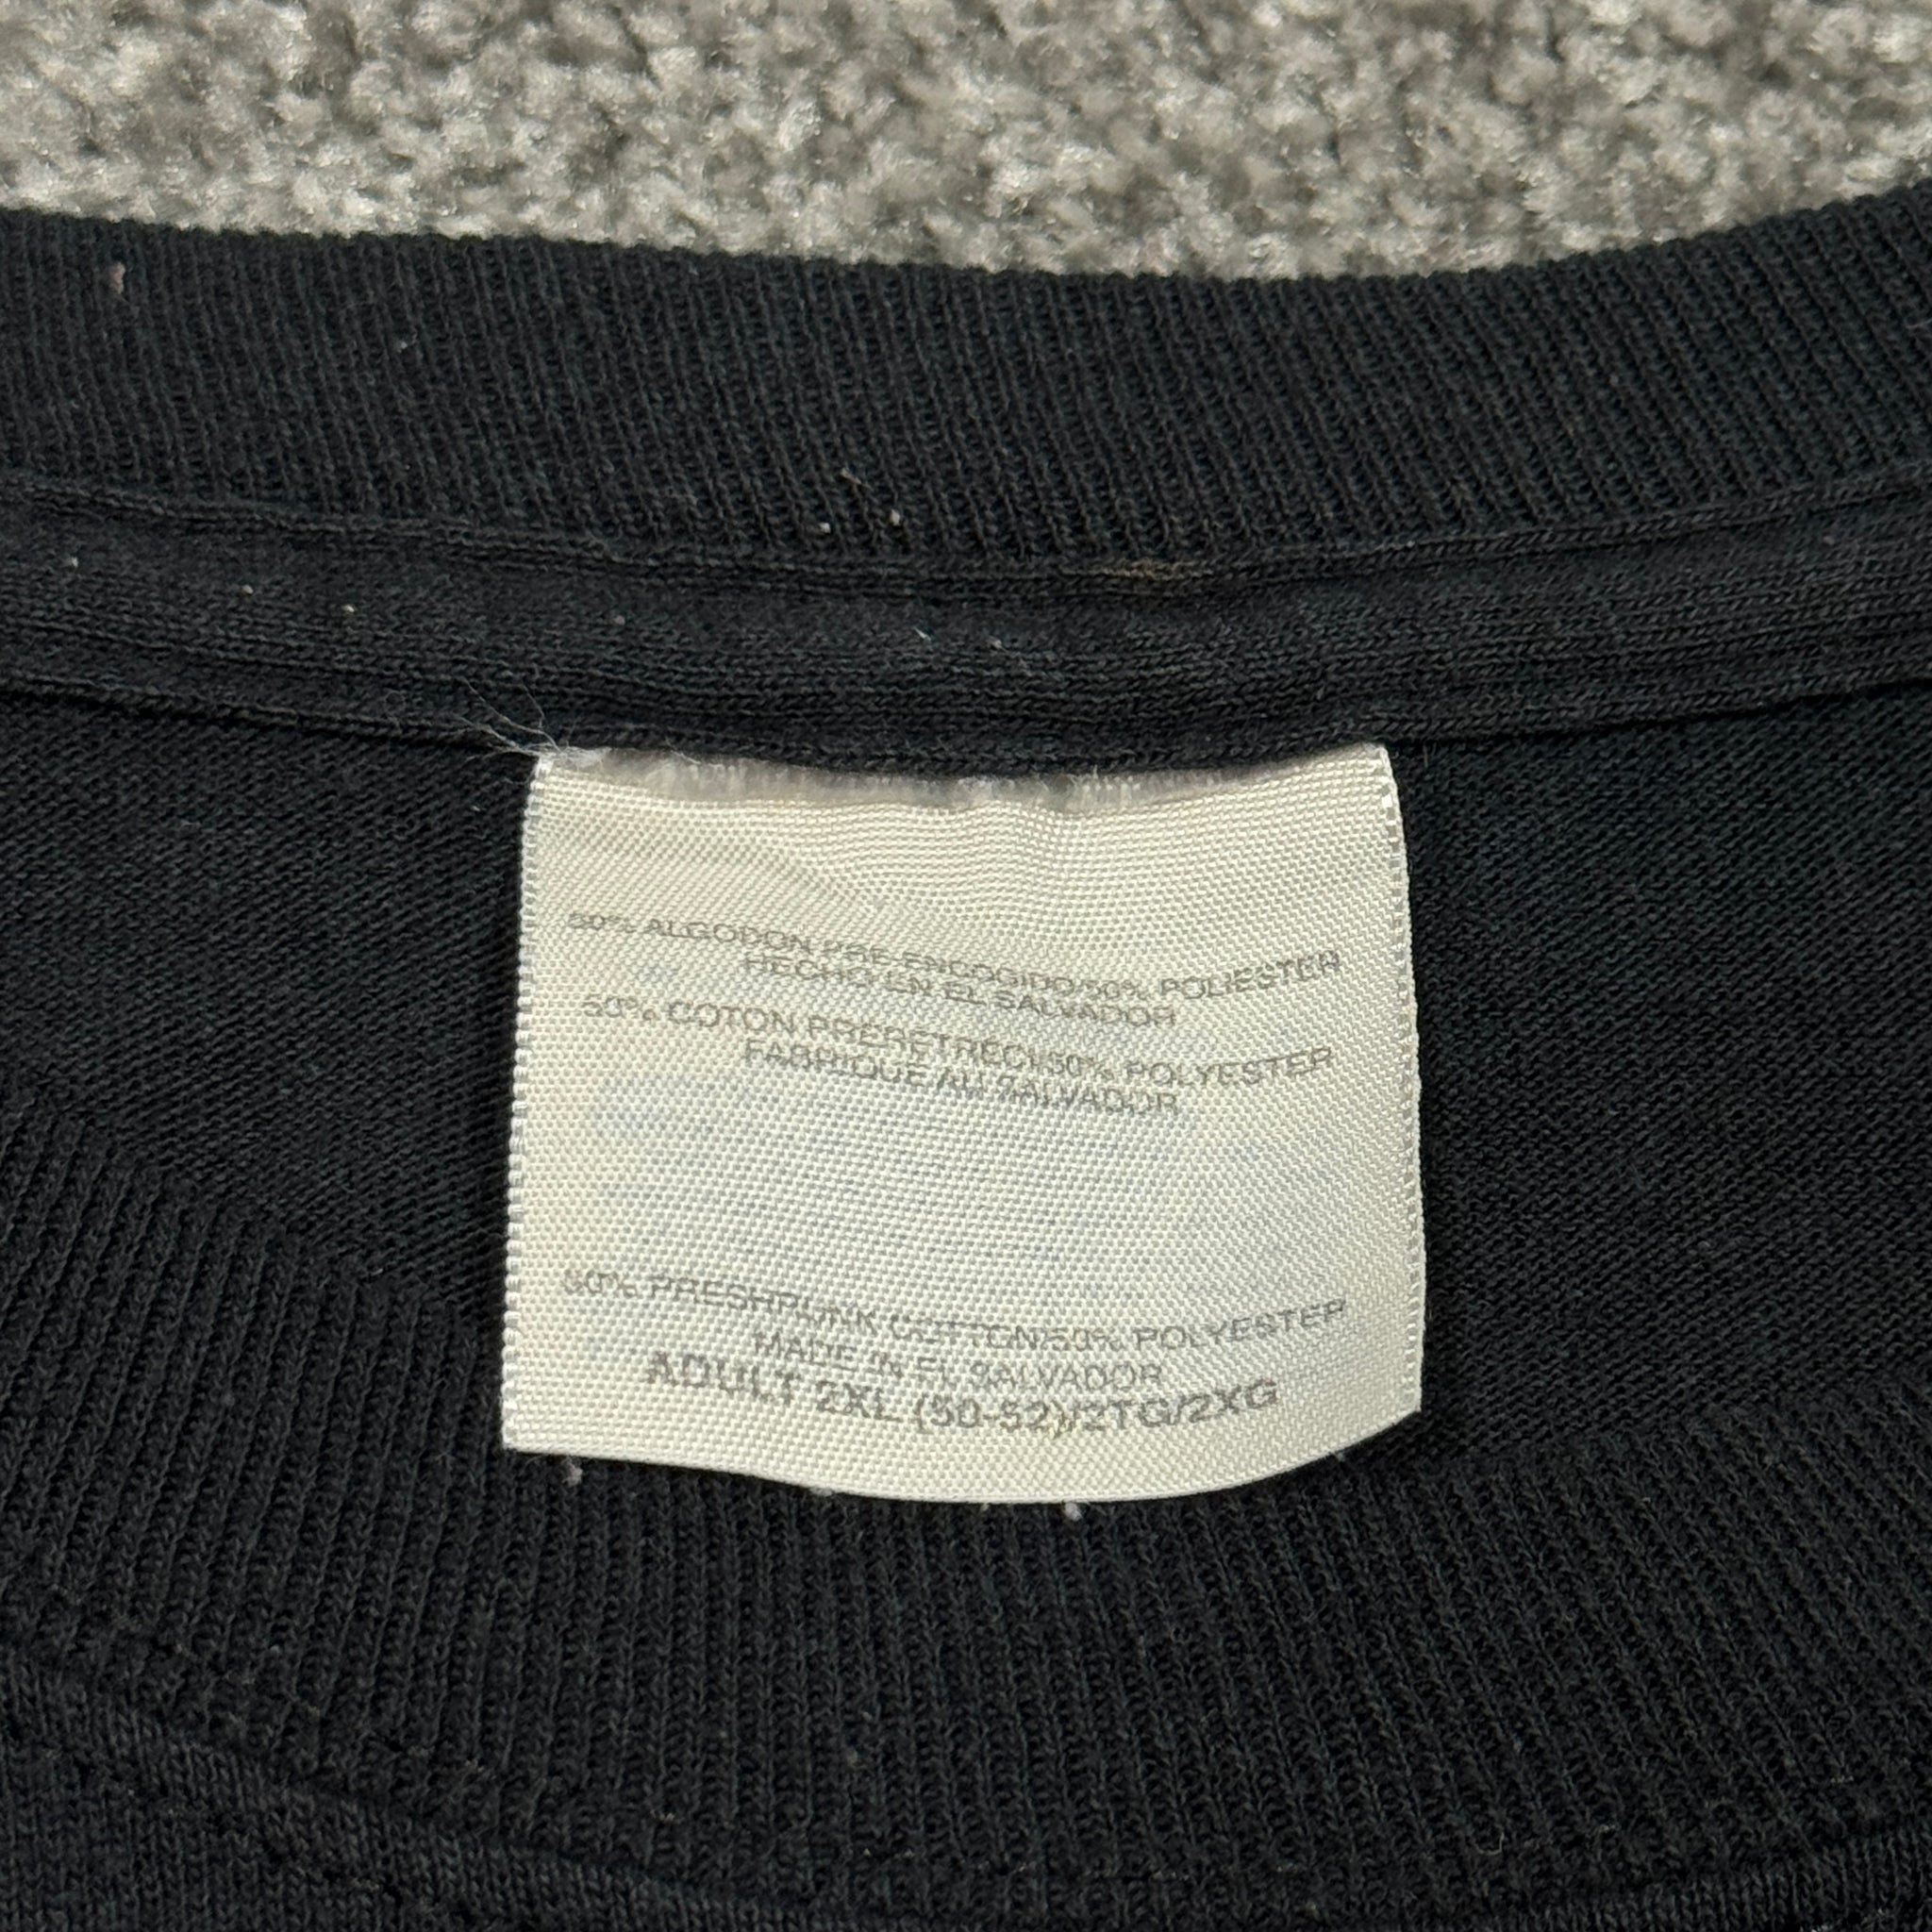 50% ALGODON PRE-ENCOGIDO/50% POLIESTER
HECHO EN EL SALVADOR
50% COTON PRERETRECI/50% POLYESTER
FABRIQUE AU SALVADOR
50% PRESHRUNK COTTON/50% POLYESTER
MADE IN EL SALVADOR
ADULT 2XL (50-52)/2TG/2XG